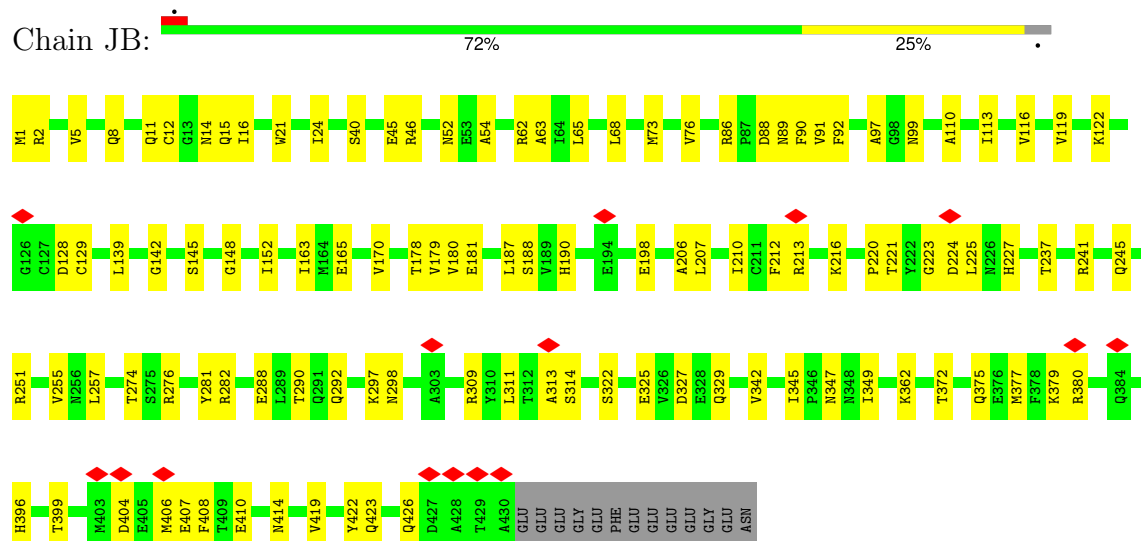 Chain JB:
72% 25%
M1 R2 V5 Q8 Q11 C12 G13 N14 Q15 I16 W21 I24 S40 E45 R46 N52 E53 A54 R62 A63 I64 L65 L68 M73 V76 R86 P87 D88 N89 F90 V91 F92 A97 G98 N99 A110 I113 V116 V119 K122
G126 C127 D128 C129 L139 G142 S145 G148 I152 I163 M164 E165 V170 T178 V179 V180 E181 L187 S188 V189 H190 E194 E198 A206 L207 I210 C211 F212 R213 K216 P220 T221 Y222 G223 D224 L225 N226 H227 T237 R241 Q245
R251 V255 N256 L257 T274 S275 R276 Y281 R282 E288 L289 T290 Q291 Q292 K297 N298 A303 R309 Y310 L311 T312 A313 S314 S322 E325 V326 D327 E328 Q329 V342 I345 P346 N347 N348 I349 K362 T372 Q375 E376 M377 F378 K379 R380 Q384
H396 T399 M403 D404 E405 M406 E407 F408 T409 E410 N414 V419 Y422 Q423 Q426 D427 A428 T429 A430 GLU GLU GLU GLY GLU PHE GLU GLU GLU GLU GLY GLU ASN